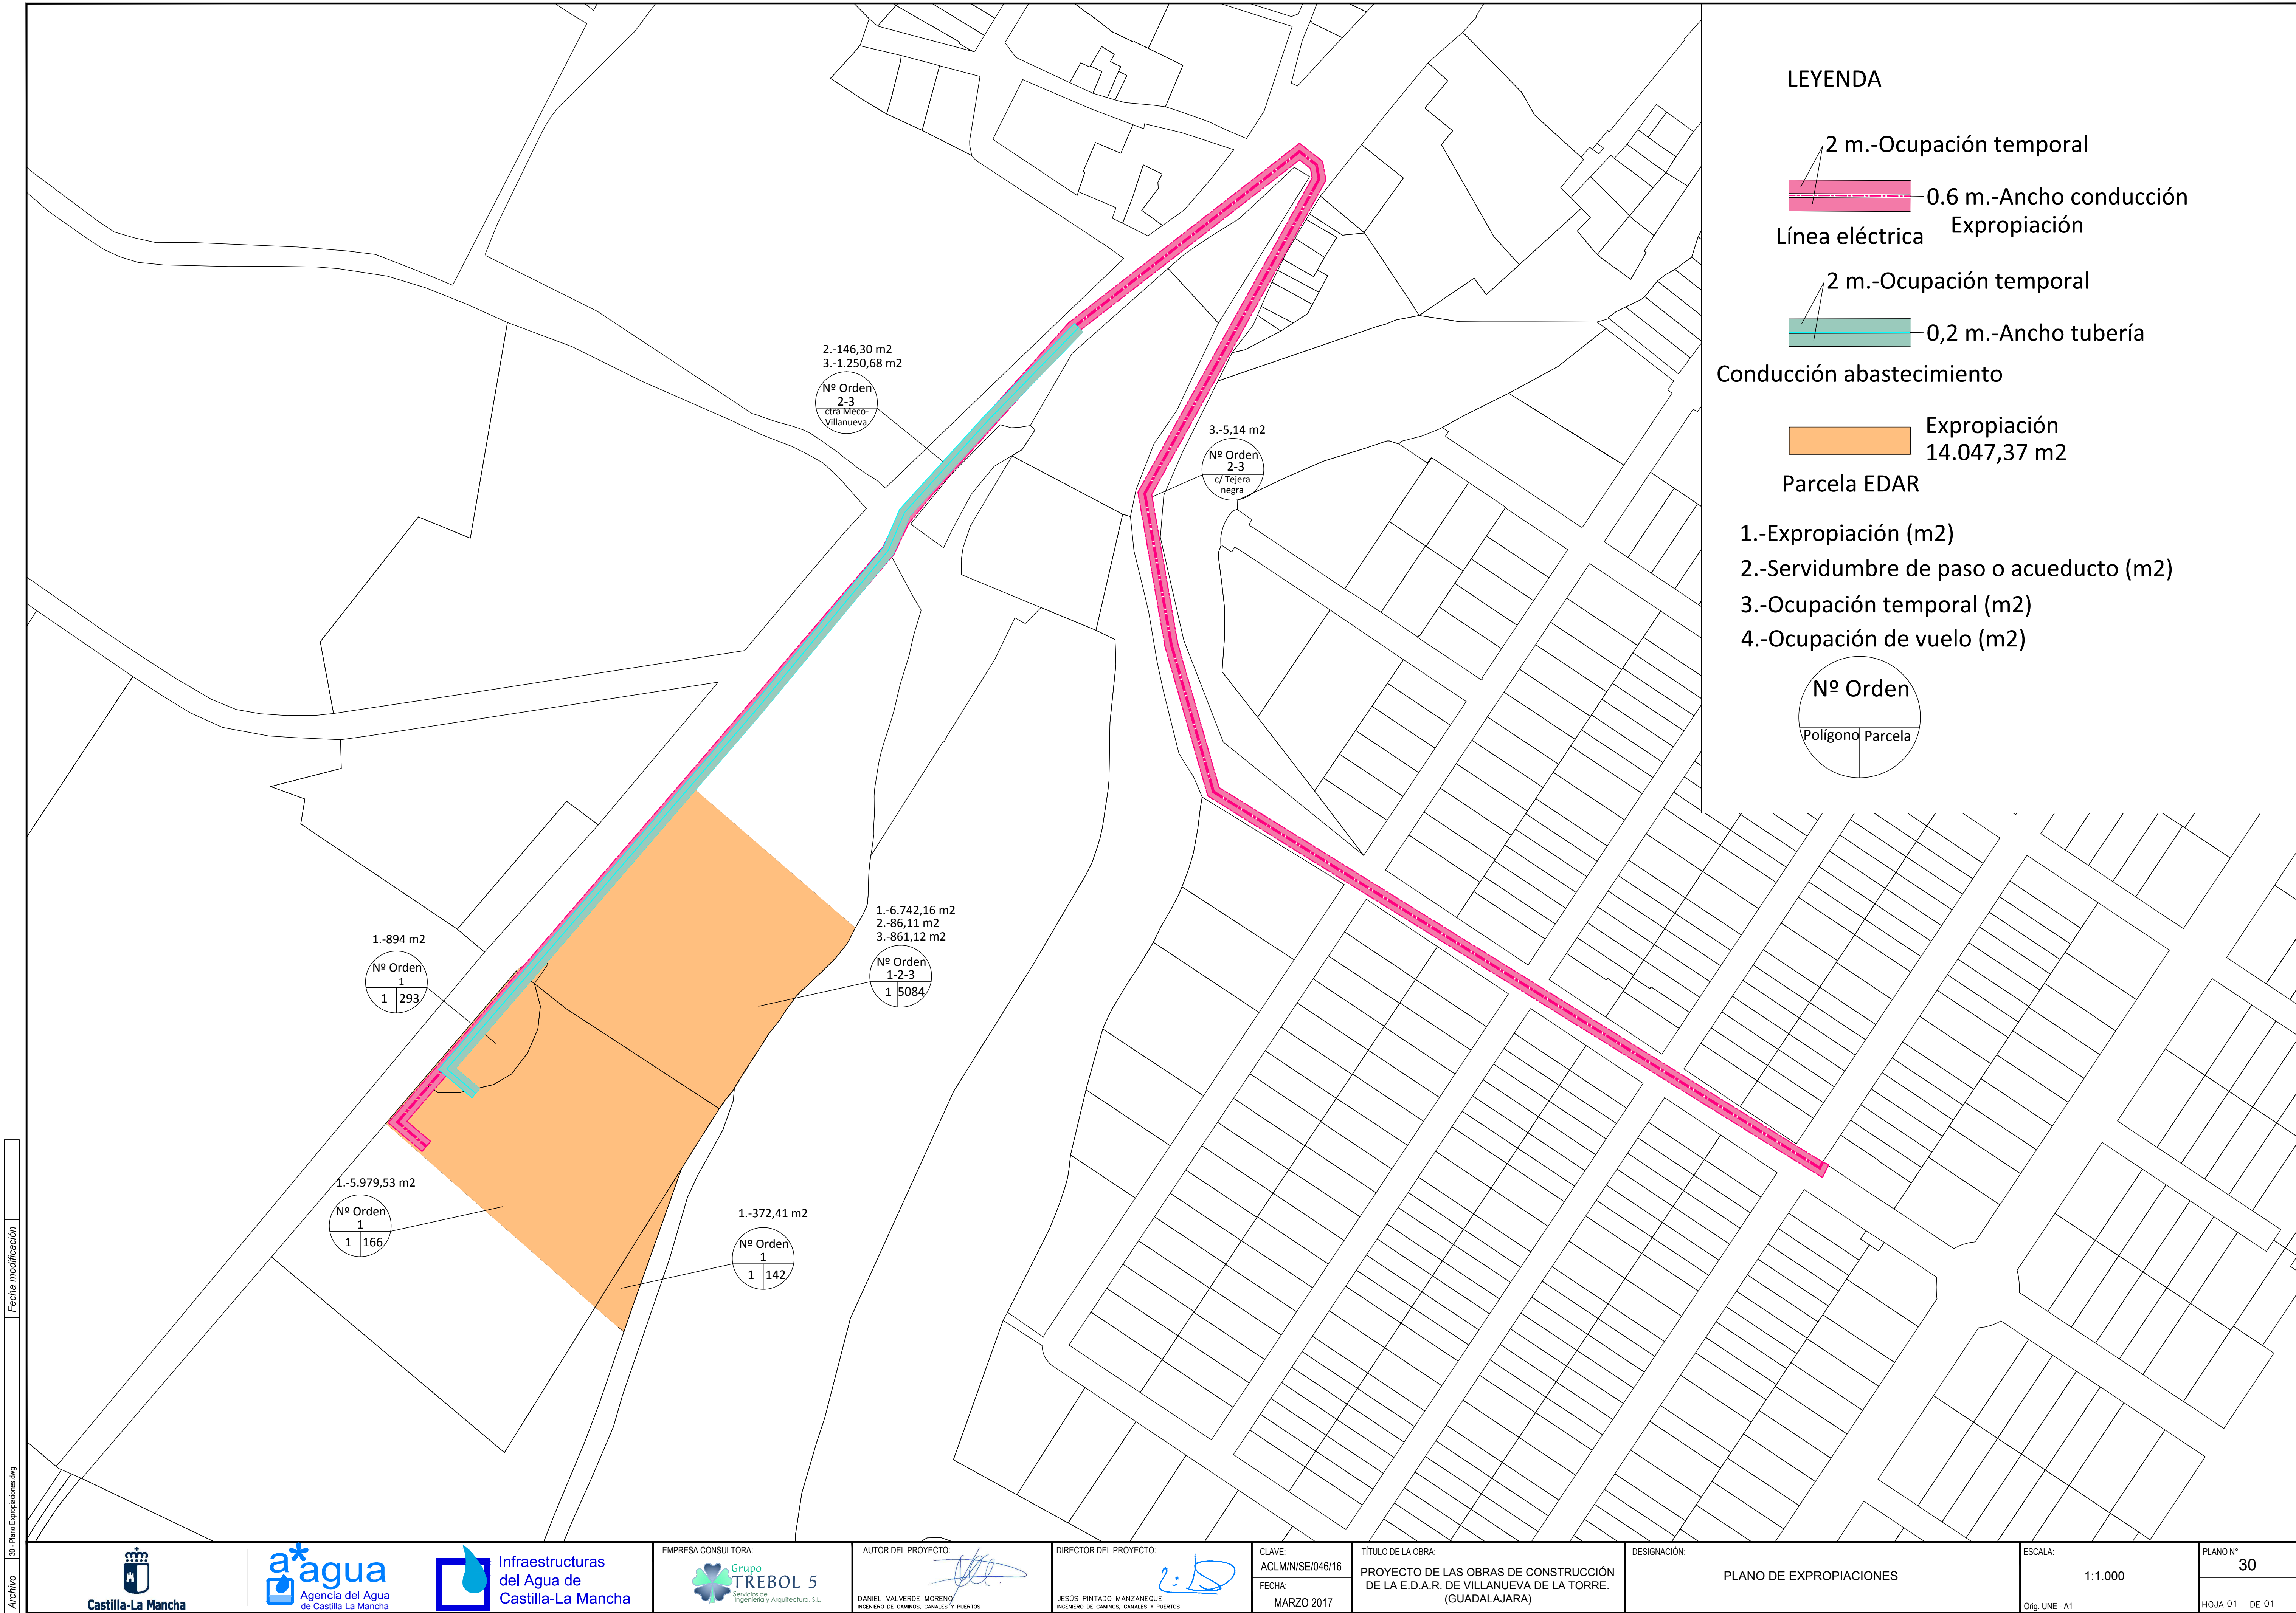 LEYENDA
2 m.-Ocupación temporal
0.6 m.-Ancho conducción
Expropiación
Línea eléctrica
2 m.-Ocupación temporal
0,2 m.-Ancho tubería
Conducción abastecimiento
Expropiación
14.047,37 m2
Parcela EDAR
1.-Expropiación (m2)
2.-Servidumbre de paso o acueducto (m2)
3.-Ocupación temporal (m2)
4.-Ocupación de vuelo (m2)
Nº Orden
Polígono Parcela
2.-146,30 m2
3.-1.250,68 m2
Nº Orden
2-3
ctra Meco-
Villanueva
3.-5,14 m2
Nº Orden
2-3
c/ Tejera
negra
1.-6.742,16 m2
2.-86,11 m2
3.-861,12 m2
Nº Orden
1-2-3
1 5084
1.-894 m2
Nº Orden
1
1 293
1.-5.979,53 m2
Nº Orden
1
1 166
1.-372,41 m2
Nº Orden
1
1 142
Fecha modificación
30 - Plano Expropiaciones.dwg
Archivo
Castilla-La Mancha
a*agua
Agencia del Agua
de Castilla-La Mancha
Infraestructuras
del Agua de
Castilla-La Mancha
EMPRESA CONSULTORA:
Grupo
TREBOL 5
Servicios de
Ingeniería y Arquitectura, S.L.
AUTOR DEL PROYECTO:
DANIEL VALVERDE MORENO
INGENIERO DE CAMINOS, CANALES Y PUERTOS
DIRECTOR DEL PROYECTO:
JESÚS PINTADO MANZANEQUE
INGENIERO DE CAMINOS, CANALES Y PUERTOS
CLAVE:
ACLM/N/SE/046/16
FECHA:
MARZO 2017
TÍTULO DE LA OBRA:
PROYECTO DE LAS OBRAS DE CONSTRUCCIÓN
DE LA E.D.A.R. DE VILLANUEVA DE LA TORRE.
(GUADALAJARA)
DESIGNACIÓN:
PLANO DE EXPROPIACIONES
ESCALA:
1:1.000
Orig. UNE - A1
PLANO Nº
30
HOJA 01 DE 01